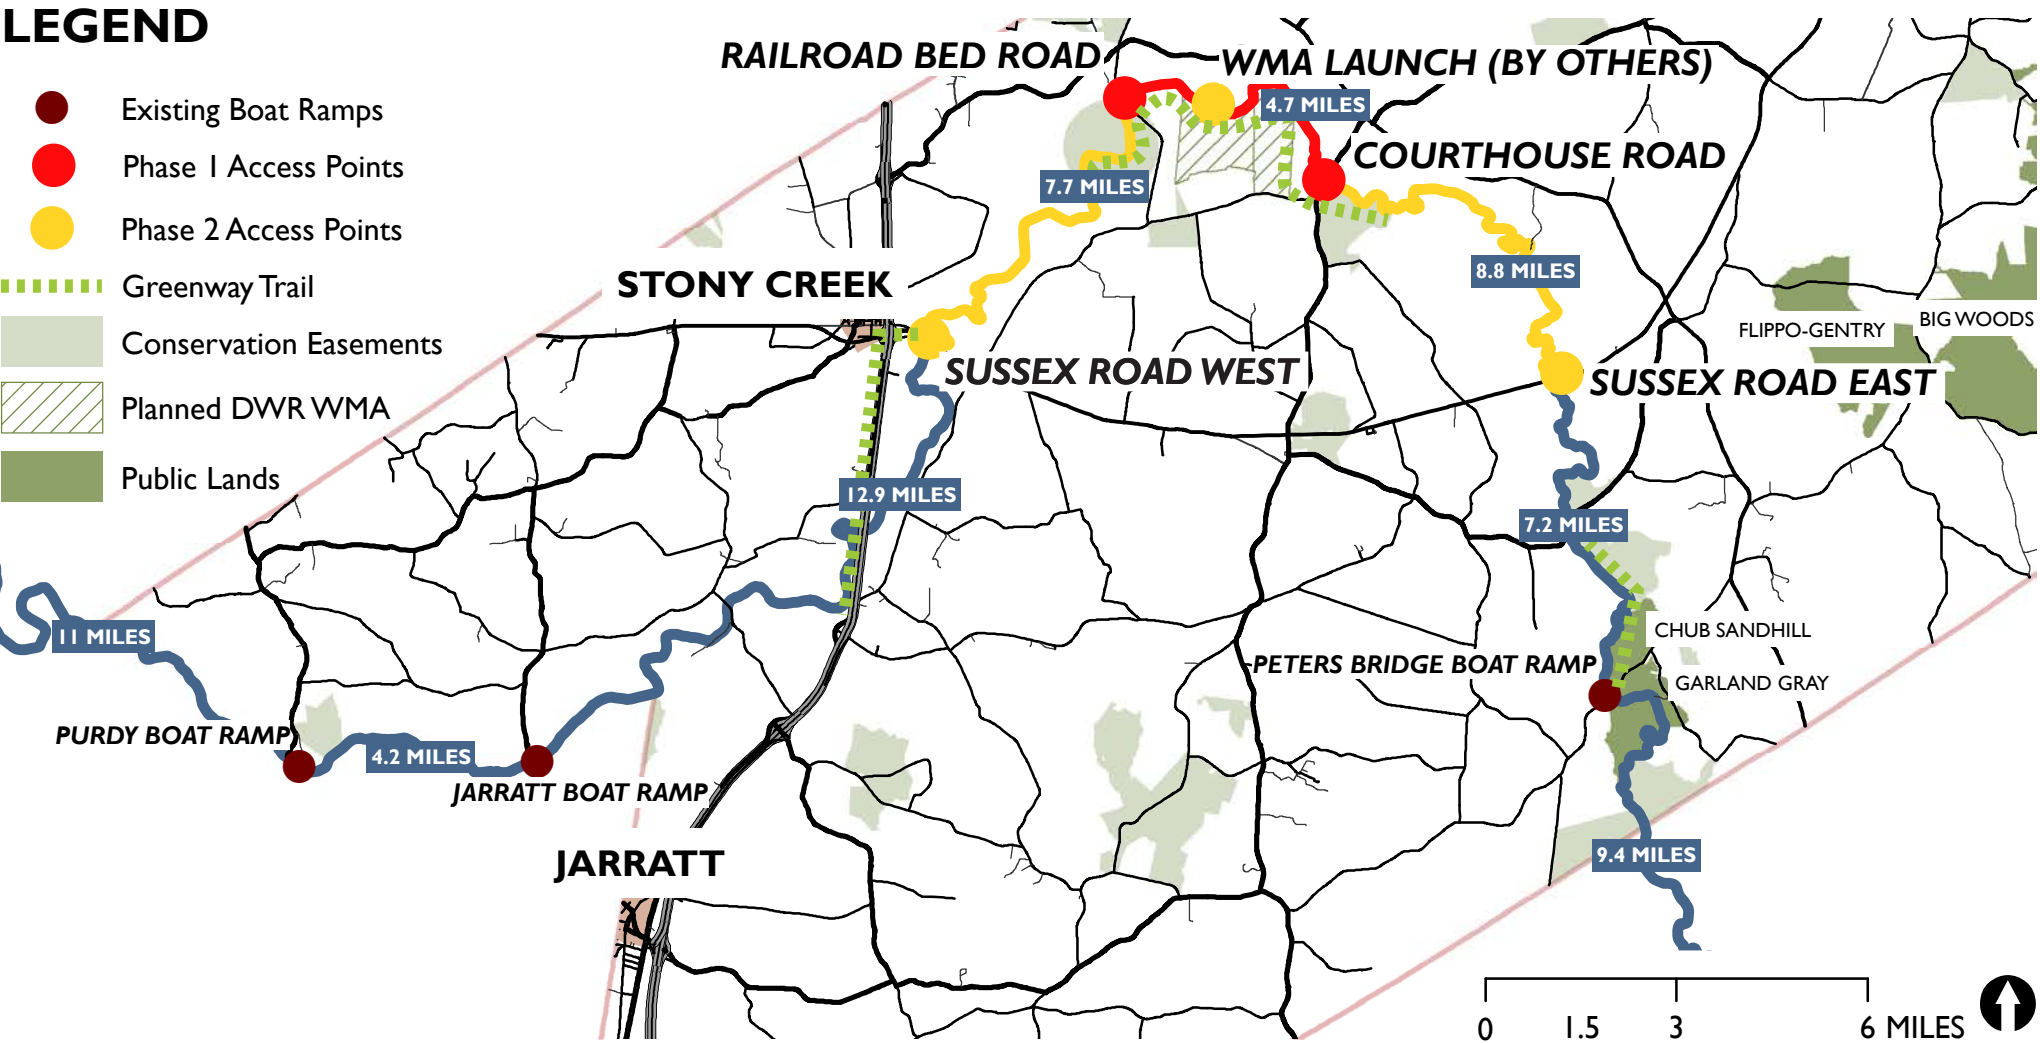 LEGEND
Existing Boat Ramps
Phase 1 Access Points
Phase 2 Access Points
Greenway Trail
Conservation Easements
Planned DWR WMA
Public Lands
RAILROAD BED ROAD
WMA LAUNCH (BY OTHERS)
4.7 MILES
COURTHOUSE ROAD
7.7 MILES
8.8 MILES
STONY CREEK
FLIPPO-GENTRY
BIG WOODS
SUSSEX ROAD WEST
SUSSEX ROAD EAST
12.9 MILES
7.2 MILES
11 MILES
CHUB SANDHILL
PETERS BRIDGE BOAT RAMP
GARLAND GRAY
PURDY BOAT RAMP
4.2 MILES
JARRATT BOAT RAMP
JARRATT
9.4 MILES
0 1.5 3 6 MILES